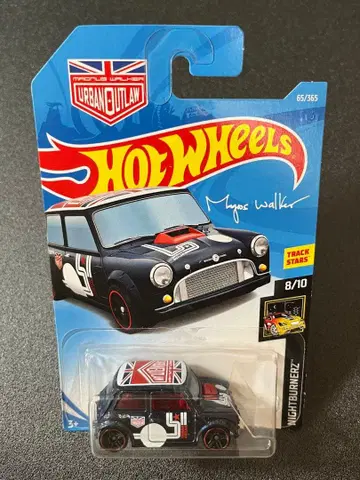 MAGNUS WALKER
URBAN OUTLAW
65/365
HOT WHEELS
Magnus Walker
TRACK
STARS
8/10
NIGHTBURNERZ
3+